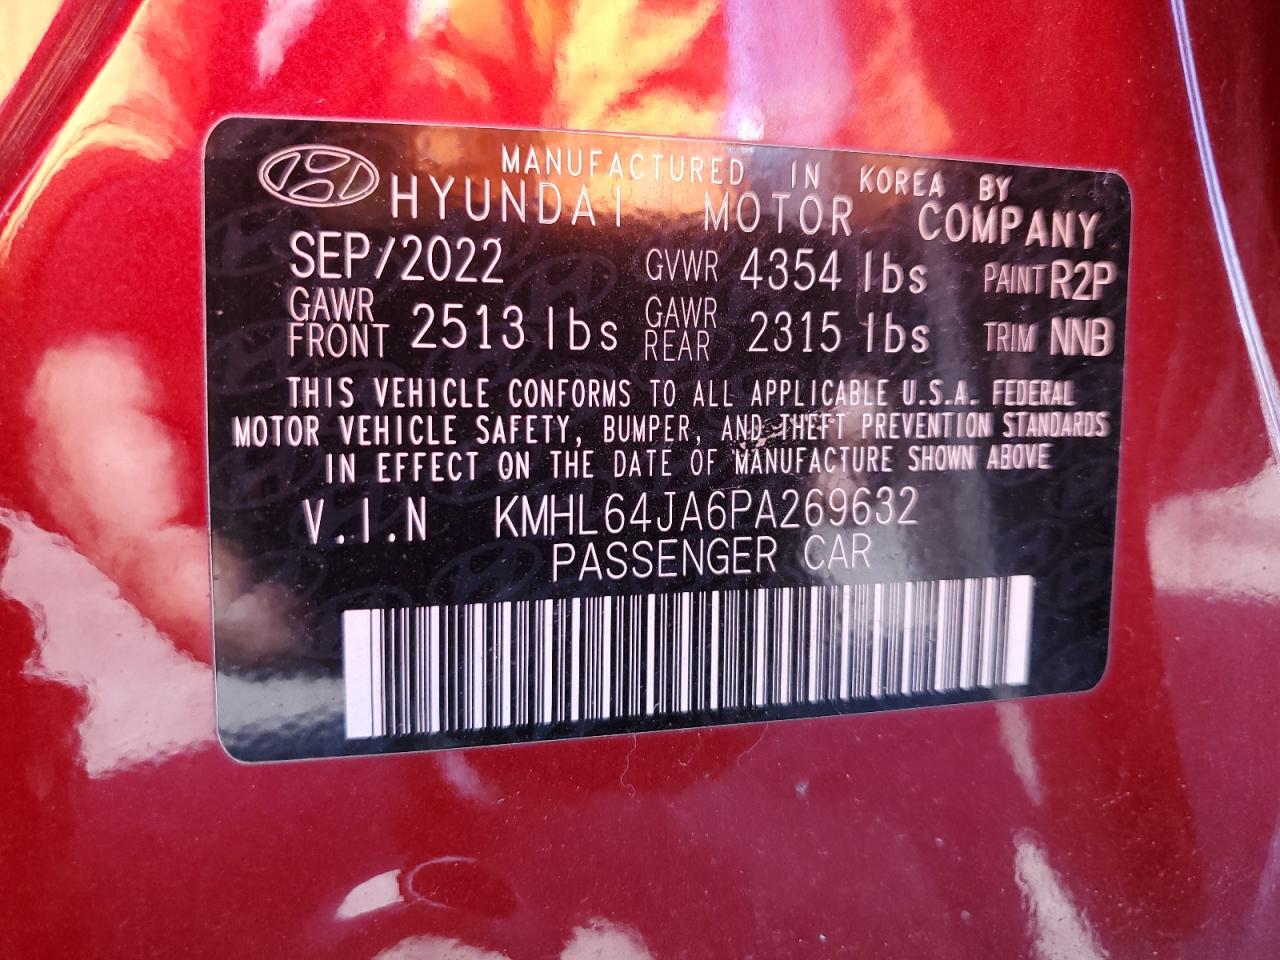 MANUFACTURED IN KOREA BY
HYUNDAI MOTOR COMPANY
SEP/2022 GVWR 4354 lbs PAINT R2P
GAWR FRONT 2513 lbs GAWR REAR 2315 lbs TRIM NNB
THIS VEHICLE CONFORMS TO ALL APPLICABLE U.S.A. FEDERAL
MOTOR VEHICLE SAFETY, BUMPER, AND THEFT PREVENTION STANDARDS
IN EFFECT ON THE DATE OF MANUFACTURE SHOWN ABOVE
V.I.N KMHL64JA6PA269632
PASSENGER CAR